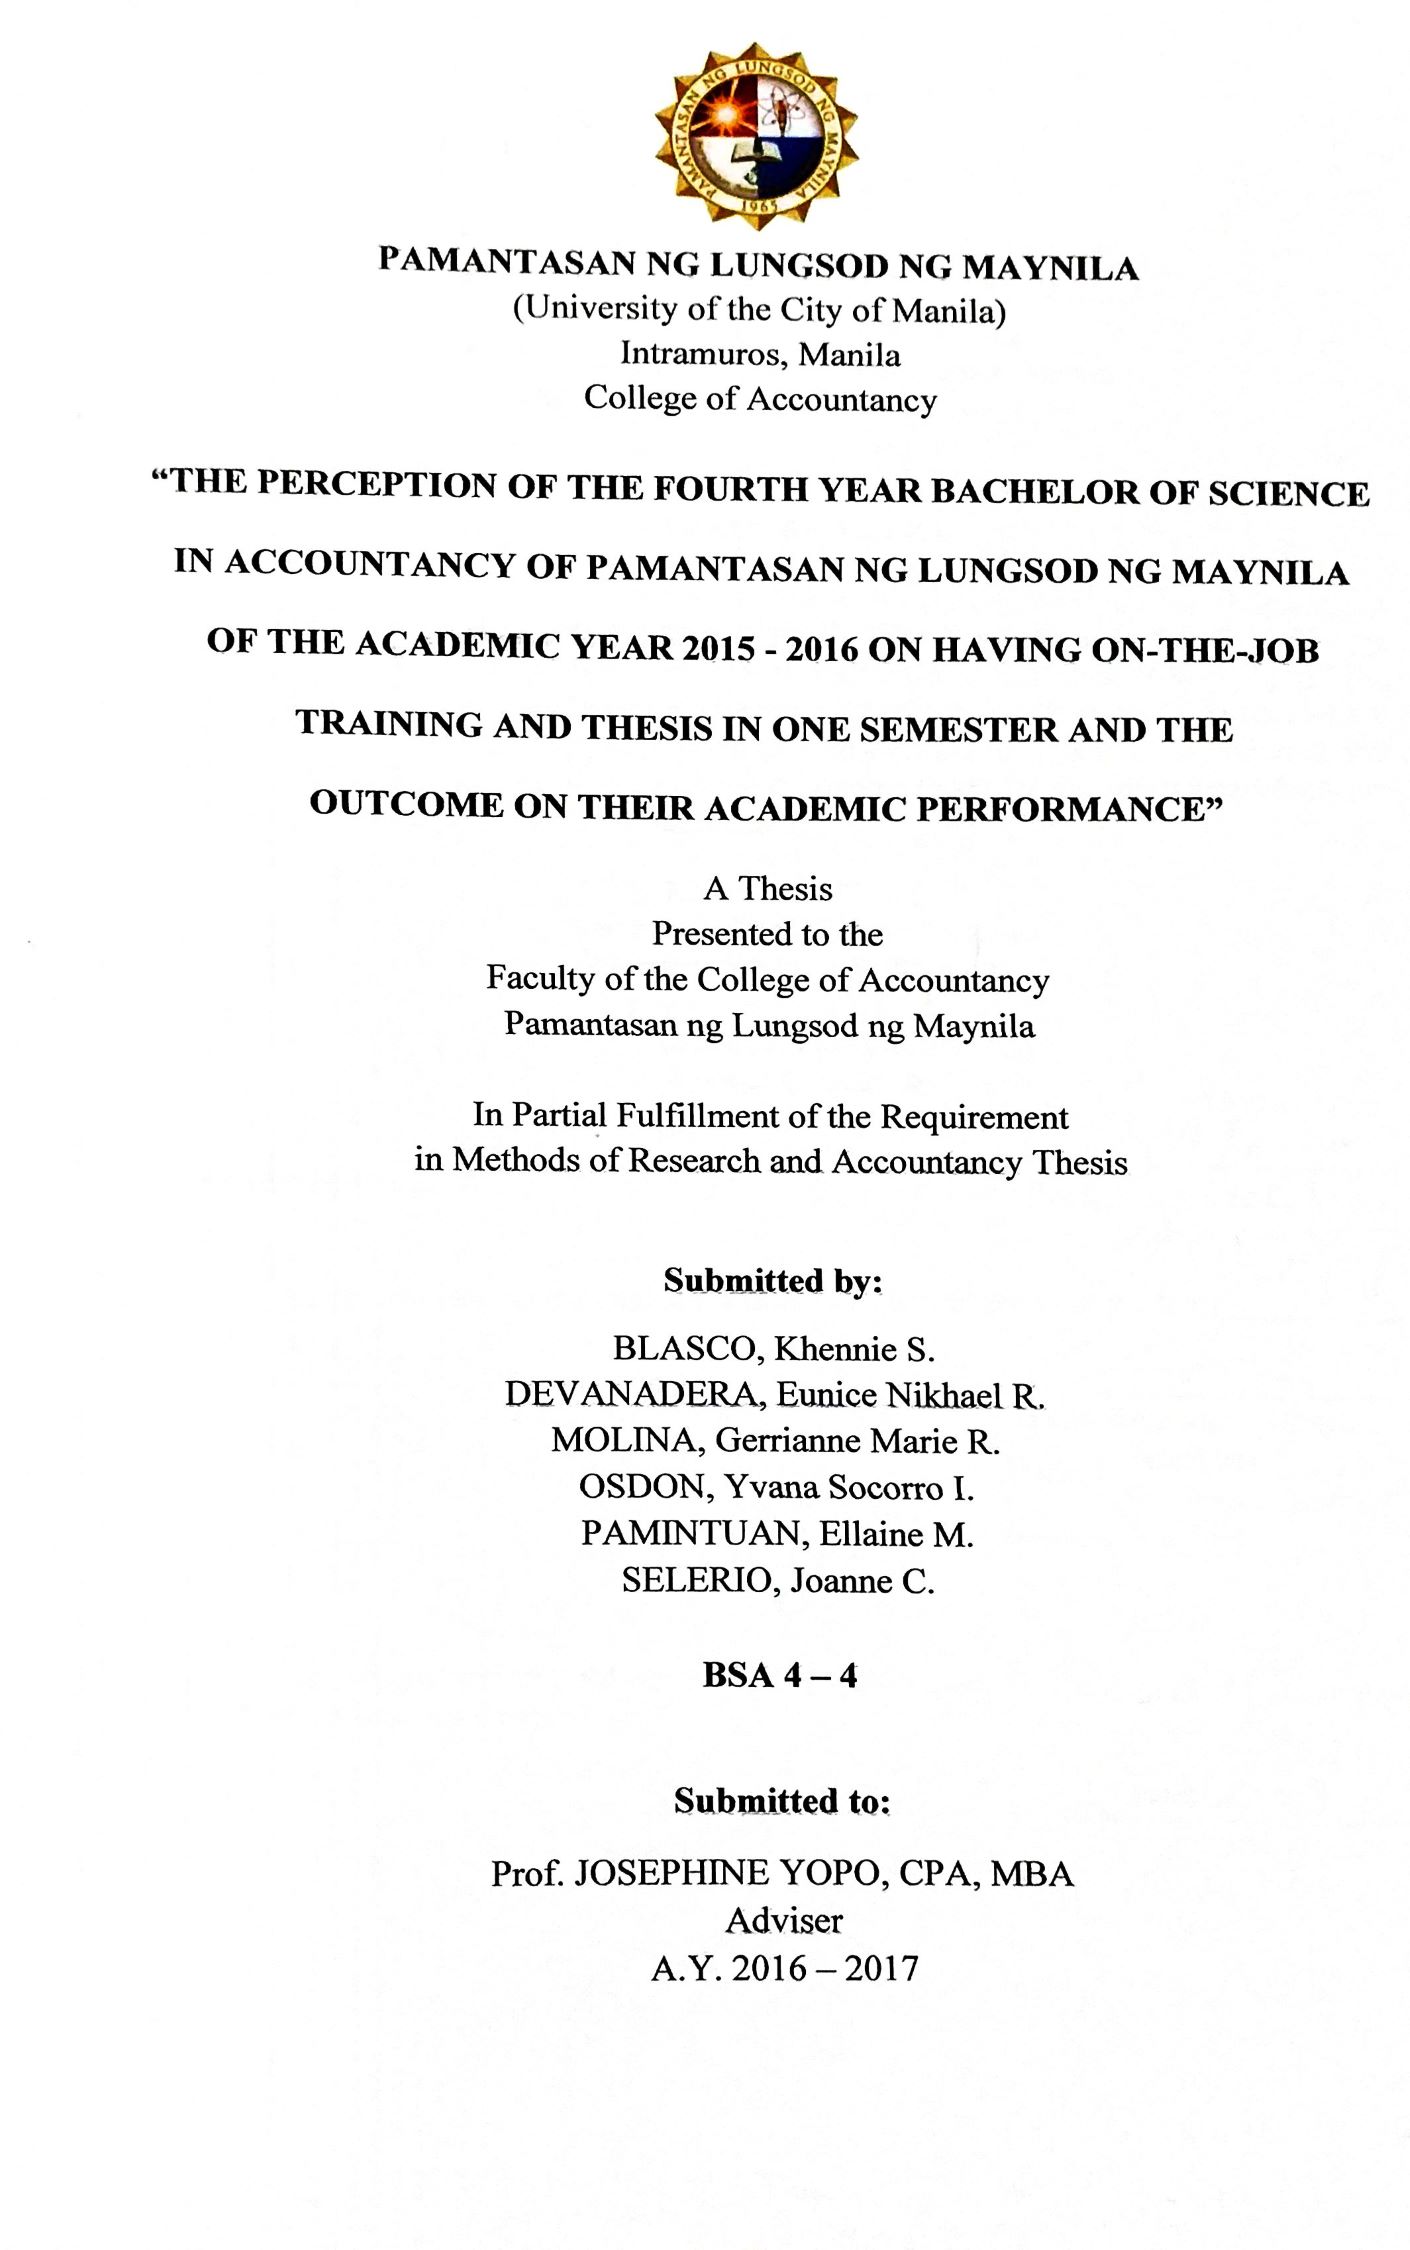 PAMANTASAN NG LUNGSOD NG MAYNILA
1965
PAMANTASAN NG LUNGSOD NG MAYNILA
(University of the City of Manila)
Intramuros, Manila
College of Accountancy
“THE PERCEPTION OF THE FOURTH YEAR BACHELOR OF SCIENCE
IN ACCOUNTANCY OF PAMANTASAN NG LUNGSOD NG MAYNILA
OF THE ACADEMIC YEAR 2015 - 2016 ON HAVING ON-THE-JOB
TRAINING AND THESIS IN ONE SEMESTER AND THE
OUTCOME ON THEIR ACADEMIC PERFORMANCE”
A Thesis
Presented to the
Faculty of the College of Accountancy
Pamantasan ng Lungsod ng Maynila
In Partial Fulfillment of the Requirement
in Methods of Research and Accountancy Thesis
Submitted by:
BLASCO, Khennie S.
DEVANADERA, Eunice Nikhael R.
MOLINA, Gerrianne Marie R.
OSDON, Yvana Socorro I.
PAMINTUAN, Ellaine M.
SELERIO, Joanne C.
BSA 4 – 4
Submitted to:
Prof. JOSEPHINE YOPO, CPA, MBA
Adviser
A.Y. 2016 – 2017